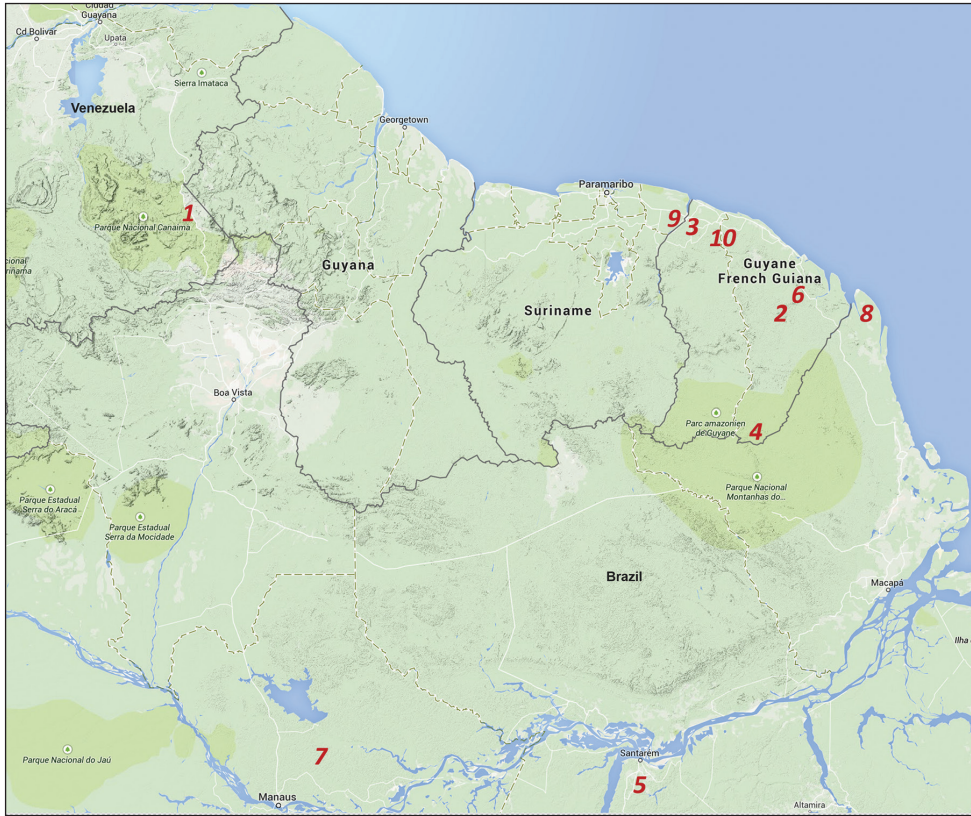 Ciudad
Guayana
Cd Bolivar
Upata
Sierra Imataca
Venezuela
Georgetown
Paramaribo
1
Parque Nacional Canaima
9
3
10
Guyana
Guyane
French Guiana
6
2
8
Suriname
Boa Vista
Parc amazonien
de Guyane
4
Parque Estadual
Serra do Aracá
Parque Nacional
Montanhas do...
Parque Estadual
Serra da Mocidade
Brazil
Macapá
Ilha
Parque Nacional do Jaú
7
Santarém
5
Manaus
Altamira